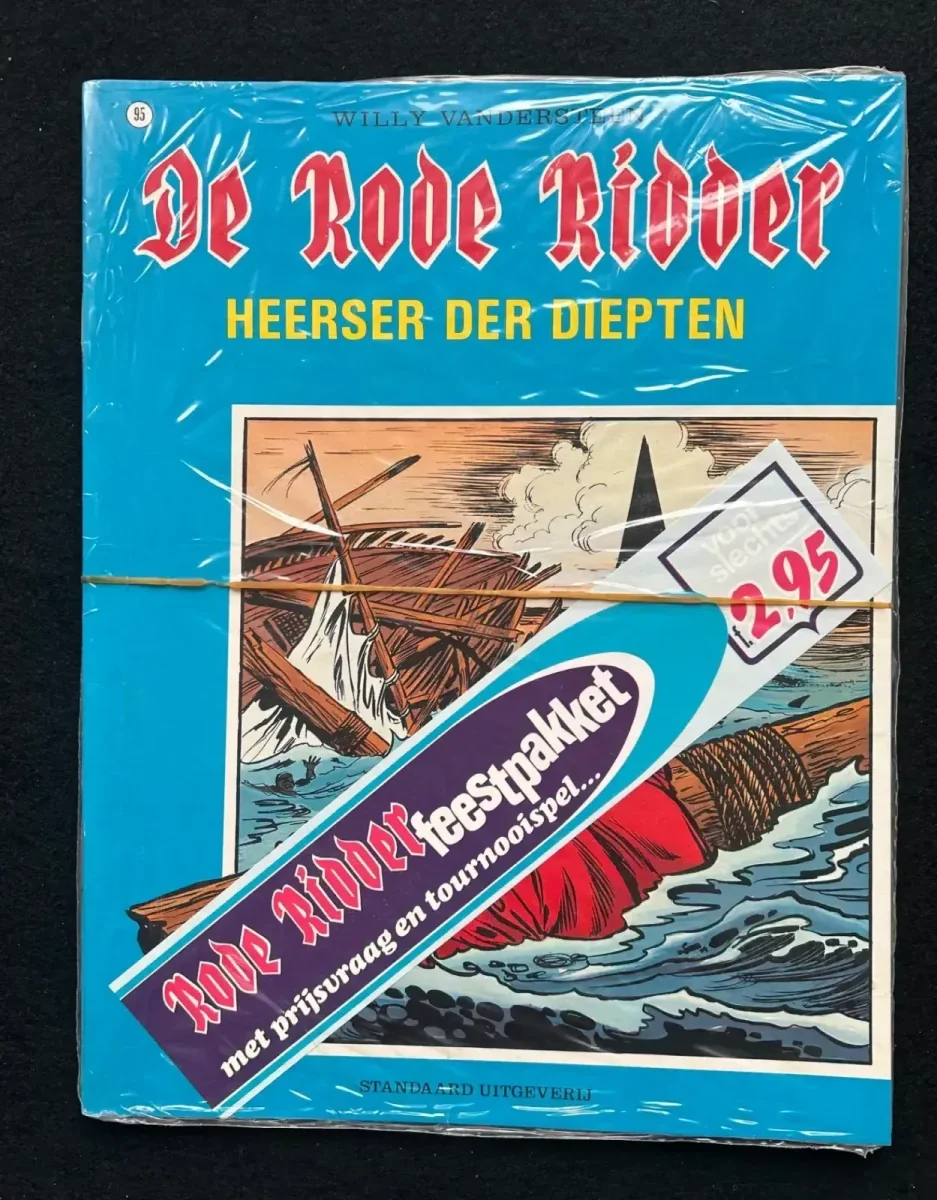 95
WILLY VANDERSTEEN
De Rode Ridder
HEERSER DER DIEPTEN
voor
slechts
2,95
Rode Ridder feestpakket
met prijsvraag en tournooispel...
STANDAARD UITGEVERIJ